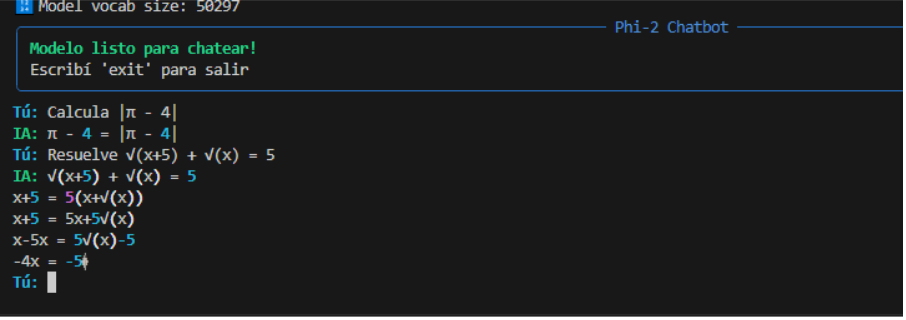 🔢 Model vocab size: 50297
Phi-2 Chatbot
Modelo listo para chatear!
Escribí 'exit' para salir
Tú: Calcula |π - 4|
IA: π - 4 = |π - 4|
Tú: Resuelve √(x+5) + √(x) = 5
IA: √(x+5) + √(x) = 5
x+5 = 5(x+√(x))
x+5 = 5x+5√(x)
x-5x = 5√(x)-5
-4x = -5�
Tú: